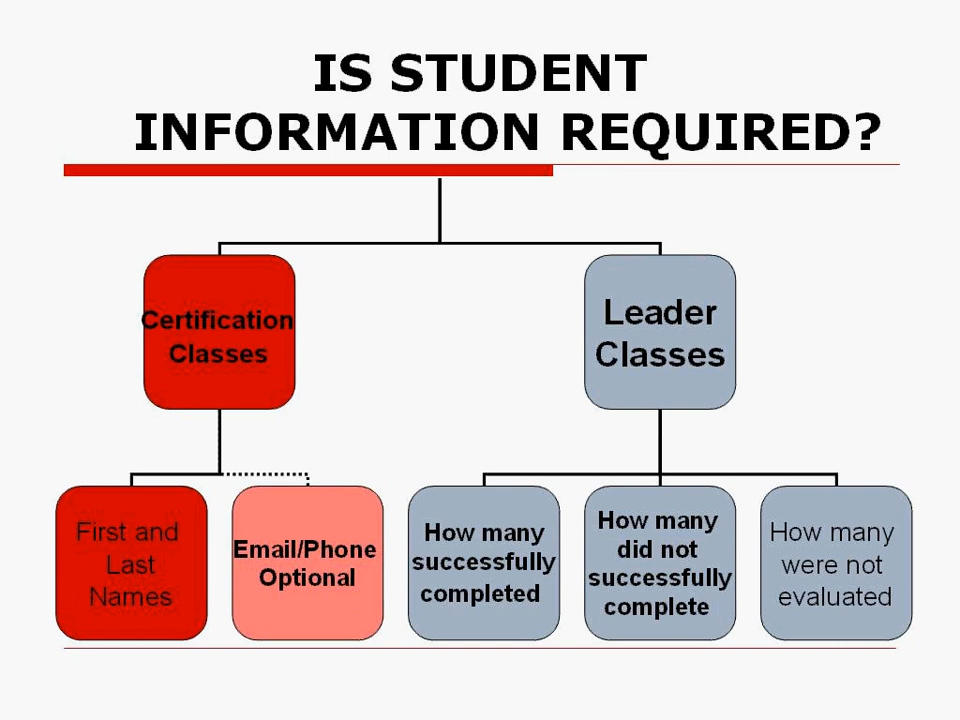 IS STUDENT
INFORMATION REQUIRED?
Certification
Classes
Leader
Classes
First and
Last
Names
Email/Phone
Optional
How many
successfully
completed
How many
did not
successfully
complete
How many
were not
evaluated